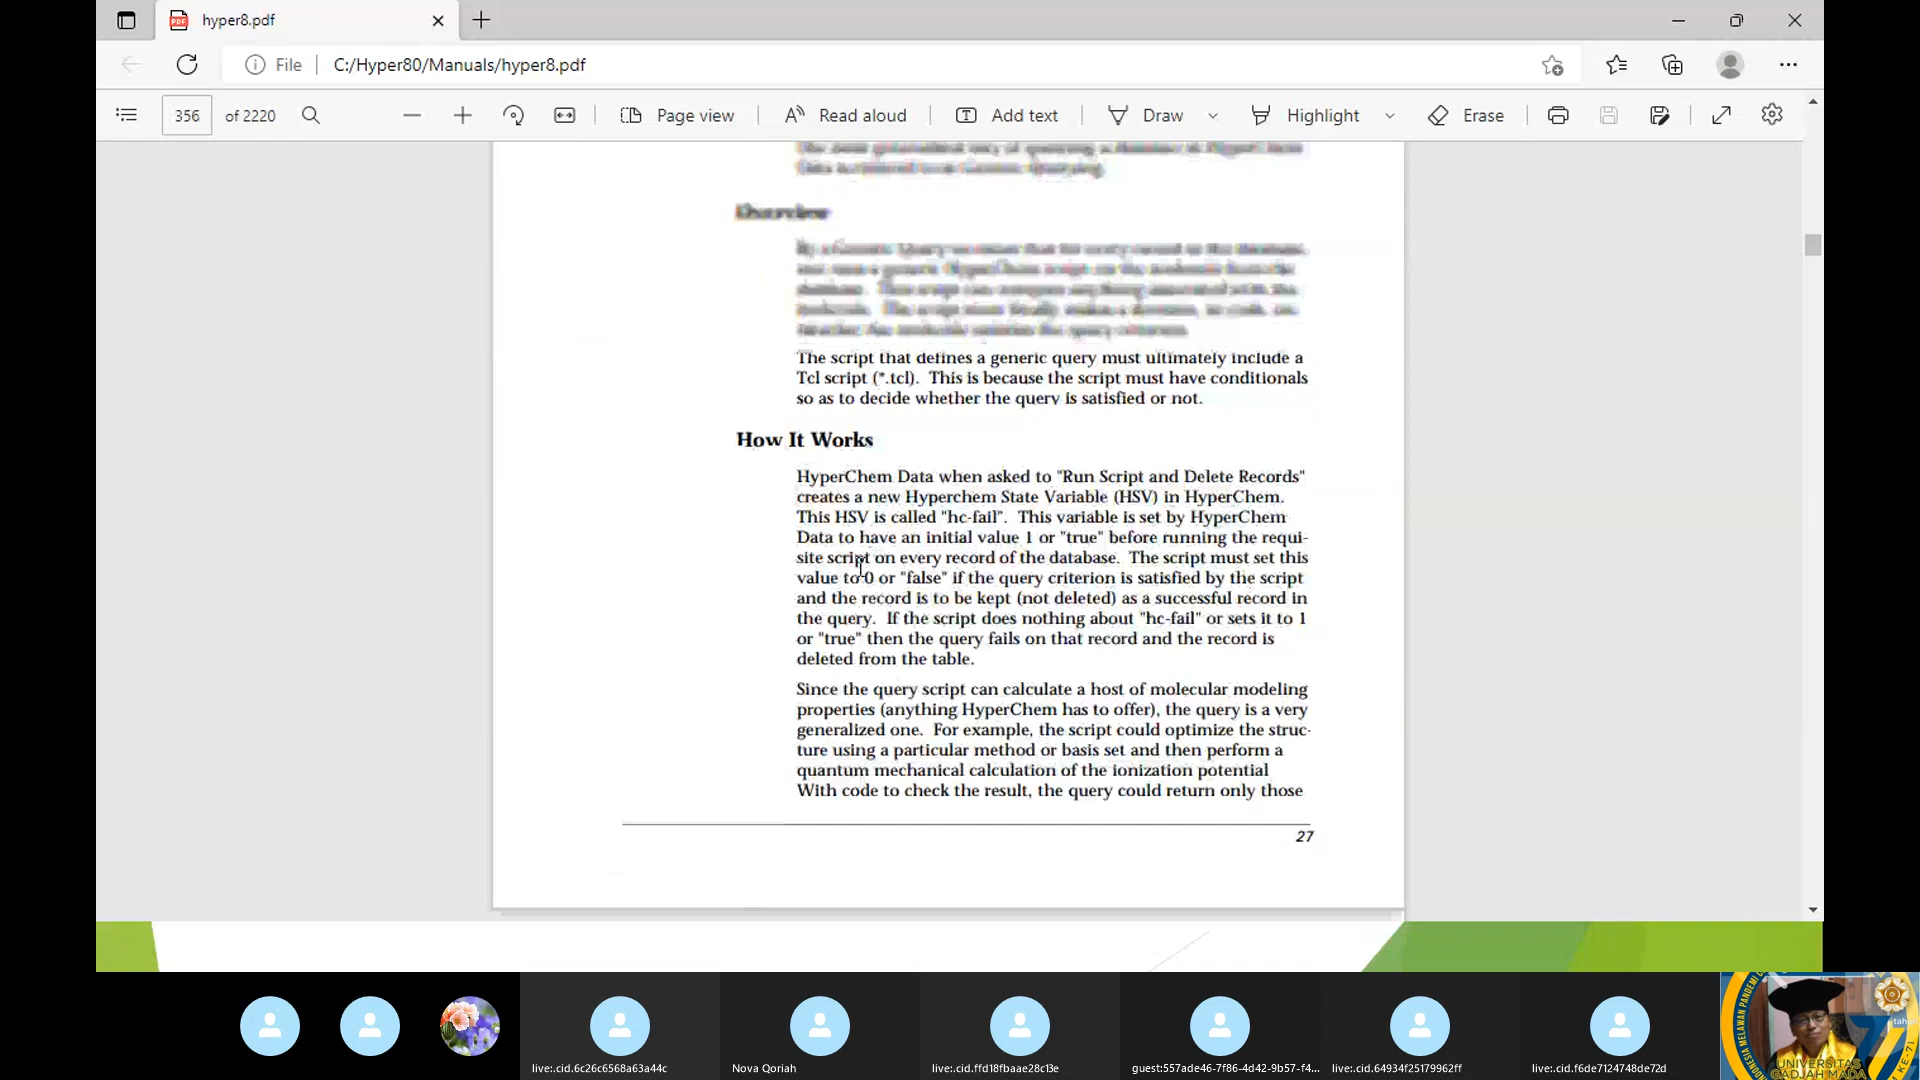 hyper8.pdf
File
C:/Hyper80/Manuals/hyper8.pdf
356 of 2220
Page view
Read aloud
Add text
Draw
Highlight
Erase
Overview
The script that defines a generic query must ultimately include a
Tcl script (*.tcl). This is because the script must have conditionals
so as to decide whether the query is satisfied or not.
How It Works
HyperChem Data when asked to "Run Script and Delete Records"
creates a new Hyperchem State Variable (HSV) in HyperChem.
This HSV is called "hc-fail". This variable is set by HyperChem
Data to have an initial value 1 or "true" before running the requi-
site script on every record of the database. The script must set this
value to 0 or "false" if the query criterion is satisfied by the script
and the record is to be kept (not deleted) as a successful record in
the query. If the script does nothing about "hc-fail" or sets it to 1
or "true" then the query fails on that record and the record is
deleted from the table.
Since the query script can calculate a host of molecular modeling
properties (anything HyperChem has to offer), the query is a very
generalized one. For example, the script could optimize the struc-
ture using a particular method or basis set and then perform a
quantum mechanical calculation of the ionization potential
With code to check the result, the query could return only those
27
live:.cid.6c26c6568a63a44c
Nova Qoriah
live:.cid.ffd18fbaae28c13e
guest:557ade46-7f86-4d42-9b57-f4...
live:.cid.64934f25179962ff
live:.cid.f6de7124748de72d
UNIVERSITAS
GADJAH MADA